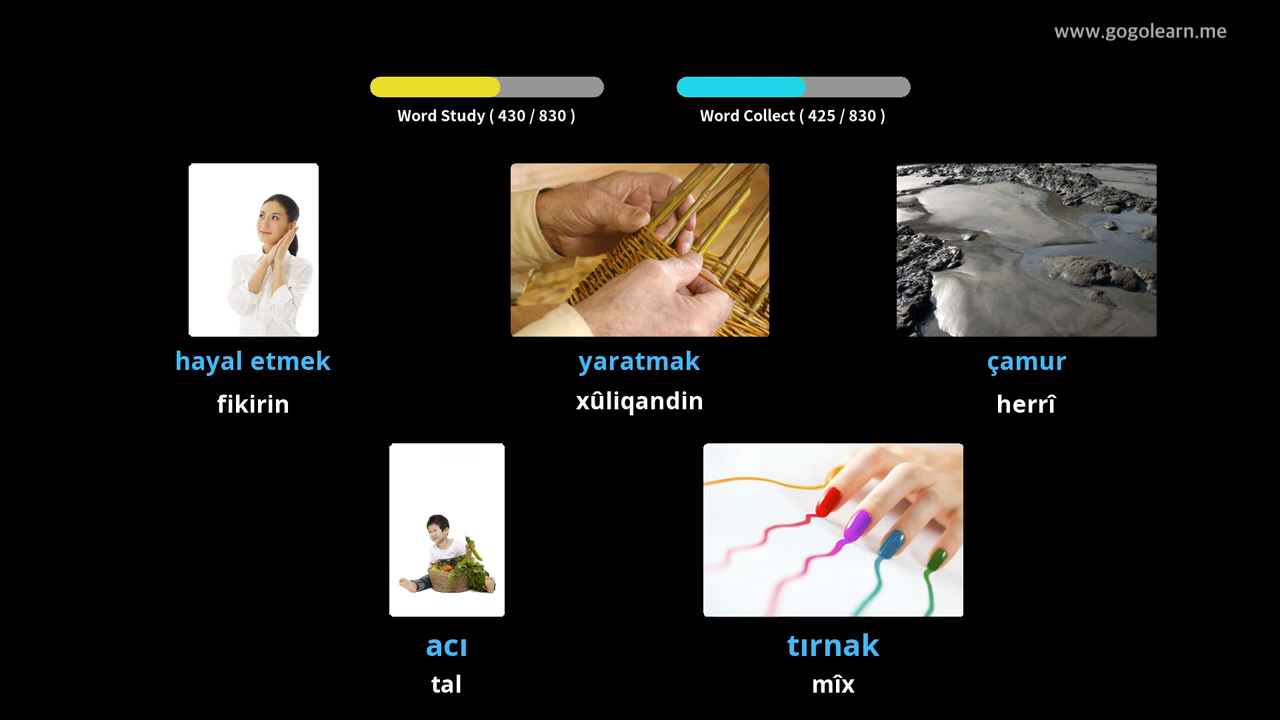 www.gogolearn.me
Word Study ( 430 / 830 )
Word Collect ( 425 / 830 )
hayal etmek
fikirin
yaratmak
xûliqandin
çamur
herrî
acı
tal
tırnak
mîx